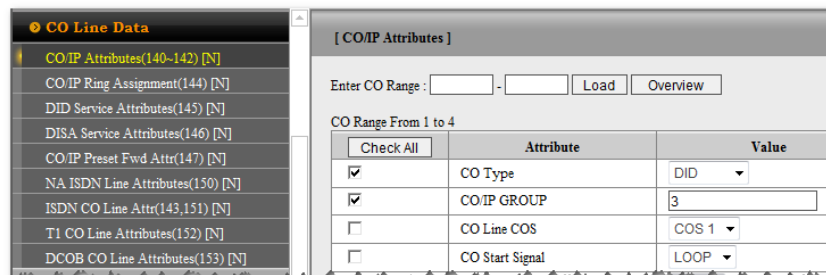 CO Line Data
CO/IP Attributes(140~142) [N]
CO/IP Ring Assignment(144) [N]
DID Service Attributes(145) [N]
DISA Service Attributes(146) [N]
CO/IP Preset Fwd Attr(147) [N]
NA ISDN Line Attributes(150) [N]
ISDN CO Line Attr(143,151) [N]
T1 CO Line Attributes(152) [N]
DCOB CO Line Attributes(153) [N]
[ CO/IP Attributes ]
Enter CO Range : - Load Overview
CO Range From 1 to 4
Check All Attribute Value
CO Type DID
CO/IP GROUP 3
CO Line COS COS 1
CO Start Signal LOOP